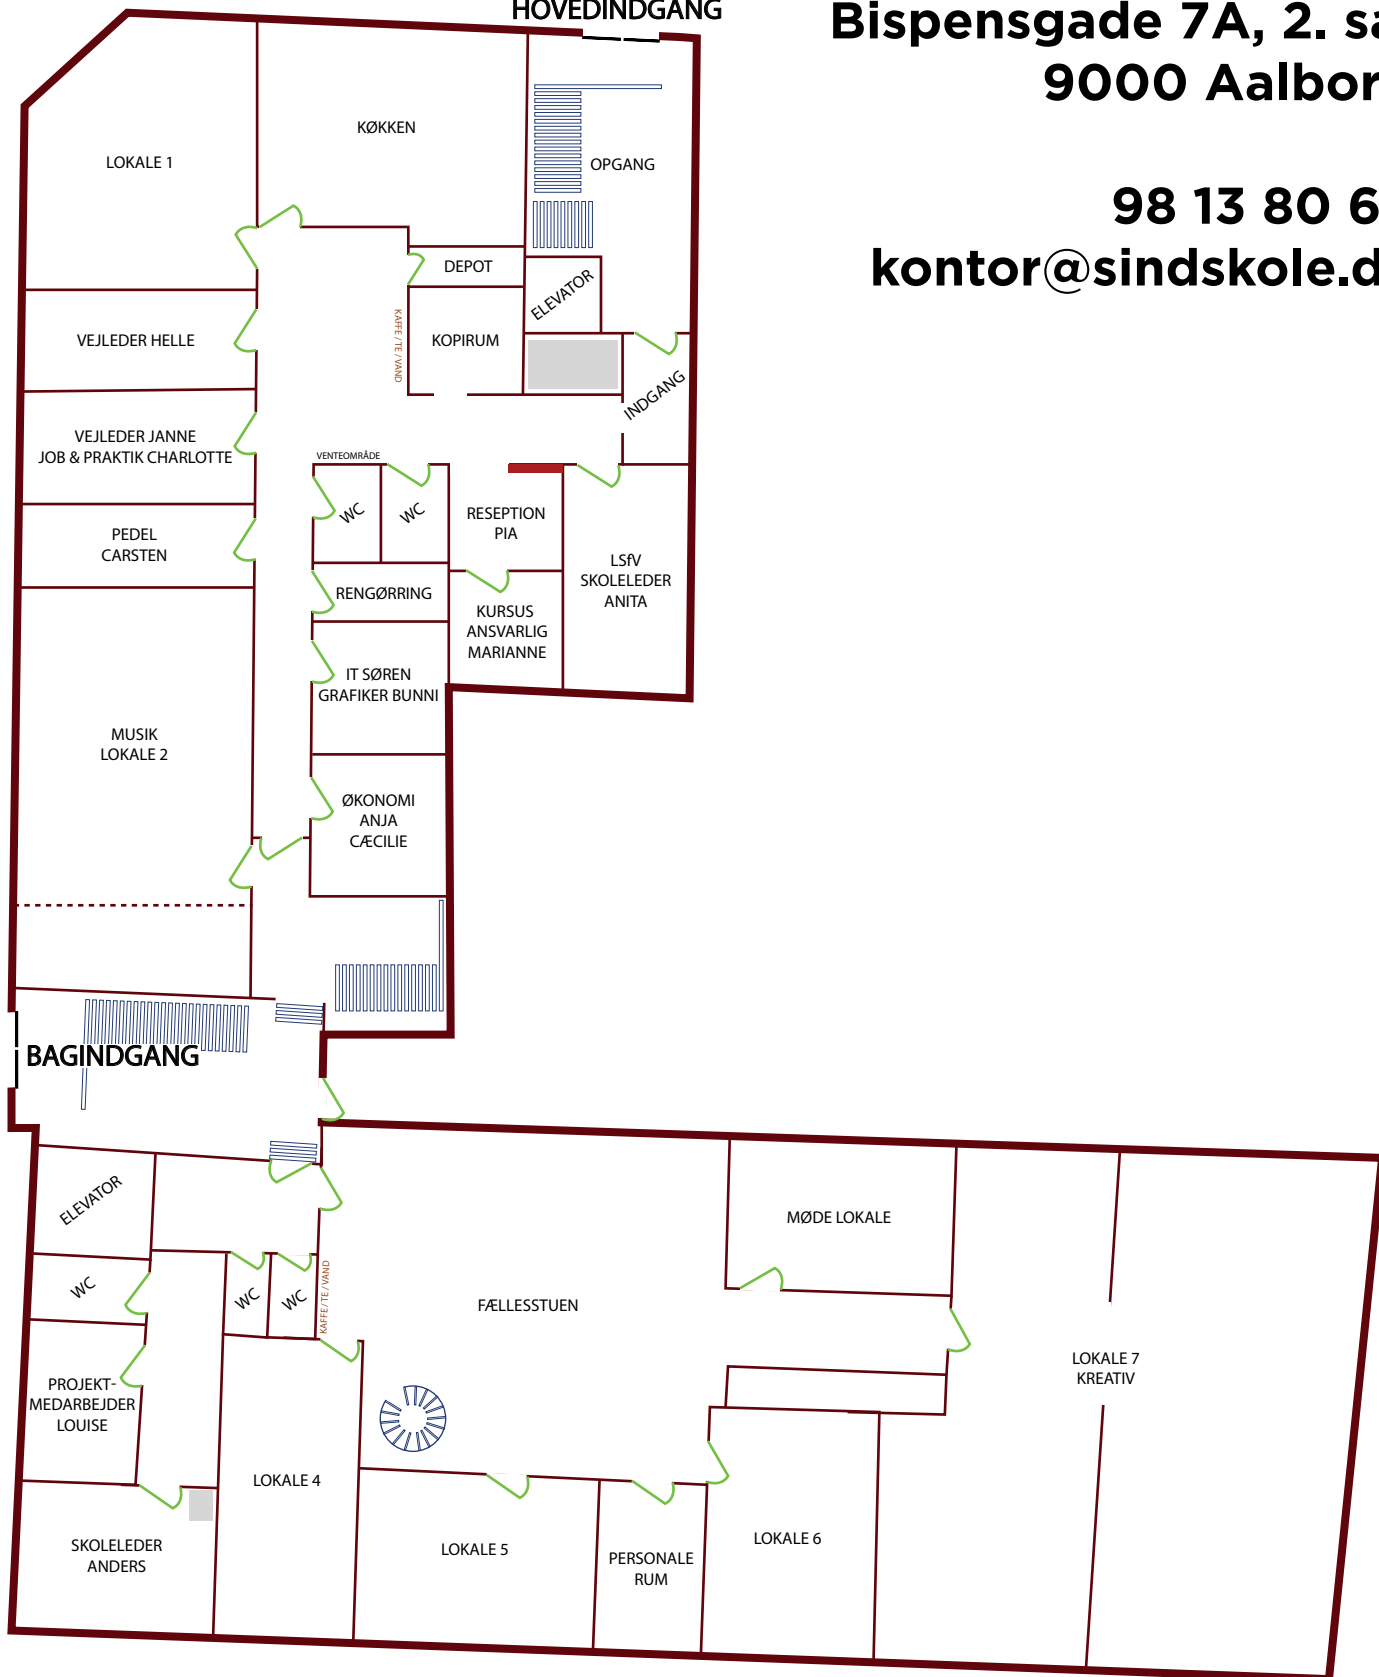 HOVEDINDGANG
Bispensgade 7A, 2. sa
9000 Aalbor
98 13 80 6
kontor@sindskole.d
LOKALE 1
KØKKEN
OPGANG
DEPOT
ELEVATOR
KAFFE / TE / VAND
KOPIRUM
VEJLEDER HELLE
INDGANG
VEJLEDER JANNE
JOB & PRAKTIK CHARLOTTE
VENTEOMRÅDE
WC
WC
RESEPTION
PIA
PEDEL
CARSTEN
LSfV
SKOLELEDER
ANITA
RENGØRRING
KURSUS
ANSVARLIG
MARIANNE
IT SØREN
GRAFIKER BUNNI
MUSIK
LOKALE 2
ØKONOMI
ANJA
CÆCILIE
BAGINDGANG
ELEVATOR
MØDE LOKALE
WC
WC
WC
KAFFE / TE / VAND
FÆLLESSTUEN
LOKALE 7
KREATIV
PROJEKT-
MEDARBEJDER
LOUISE
LOKALE 4
SKOLELEDER
ANDERS
LOKALE 5
PERSONALE
RUM
LOKALE 6